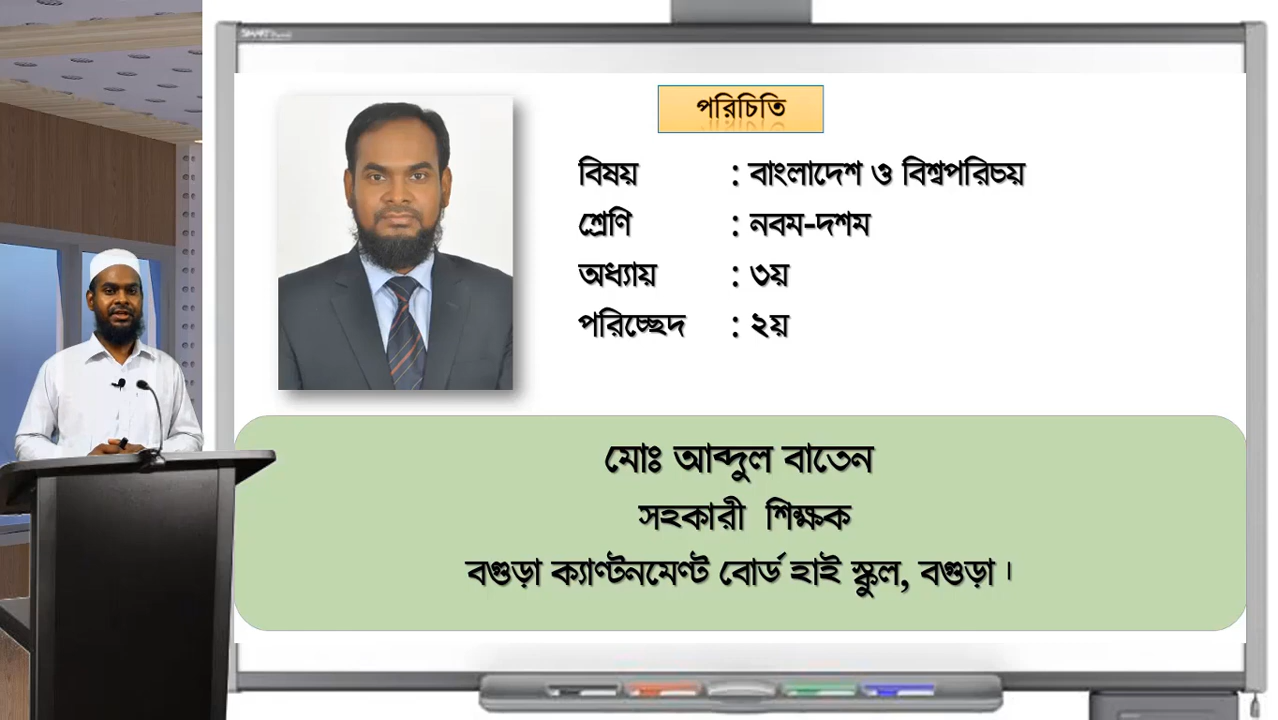 পরিচিতি
বিষয় : বাংলাদেশ ও বিশ্বপরিচয়
শ্রেণি : নবম-দশম
অধ্যায় : ৩য়
পরিচ্ছেদ : ২য়
মোঃ আব্দুল বাতেন
সহকারী শিক্ষক
বগুড়া ক্যাণ্টনমেণ্ট বোর্ড হাই স্কুল, বগুড়া।